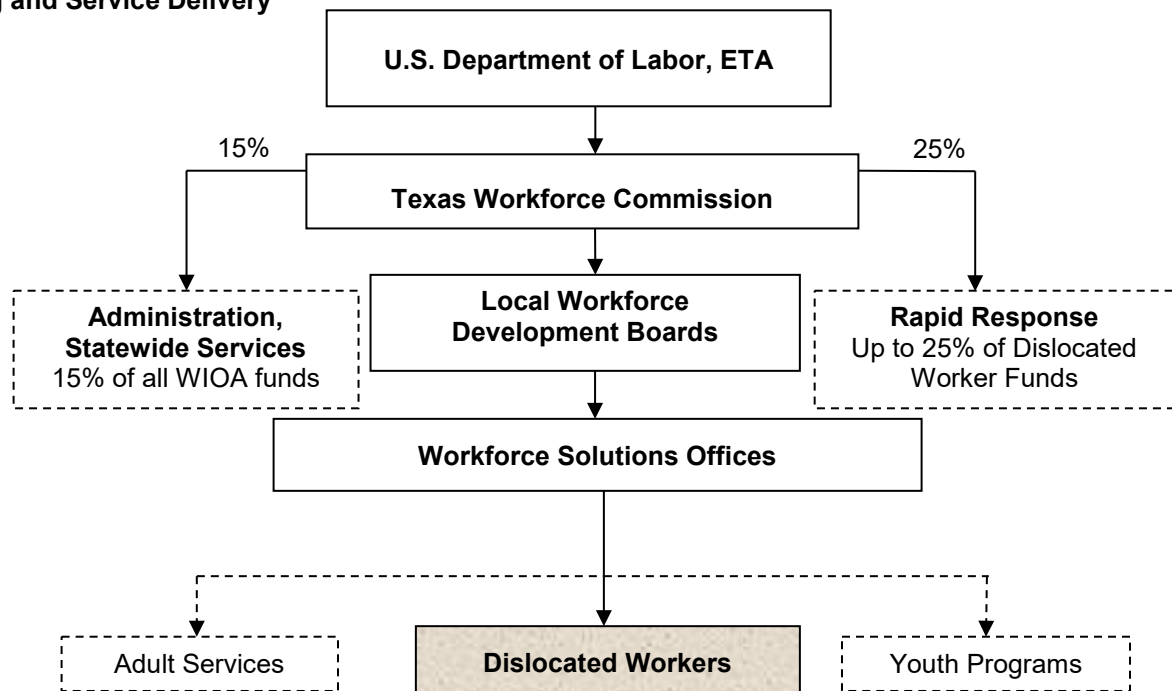 and Service Delivery
U.S. Department of Labor, ETA
15%
25%
Texas Workforce Commission
Administration,
Statewide Services
15% of all WIOA funds
Local Workforce
Development Boards
Rapid Response
Up to 25% of Dislocated
Worker Funds
Workforce Solutions Offices
Adult Services
Dislocated Workers
Youth Programs